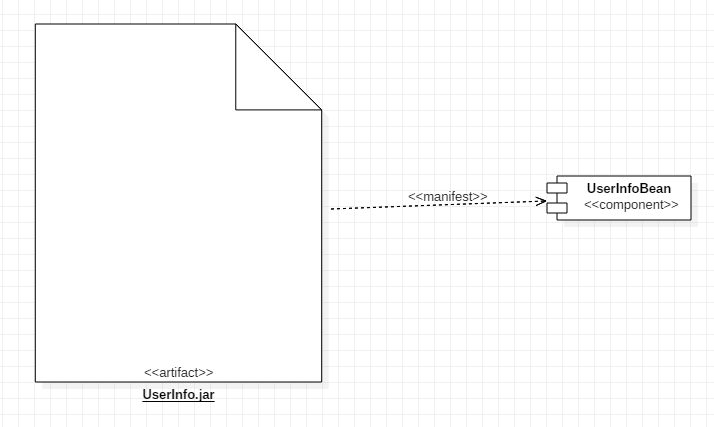 <<manifest>>
UserInfoBean
<<component>>
<<artifact>>
UserInfo.jar